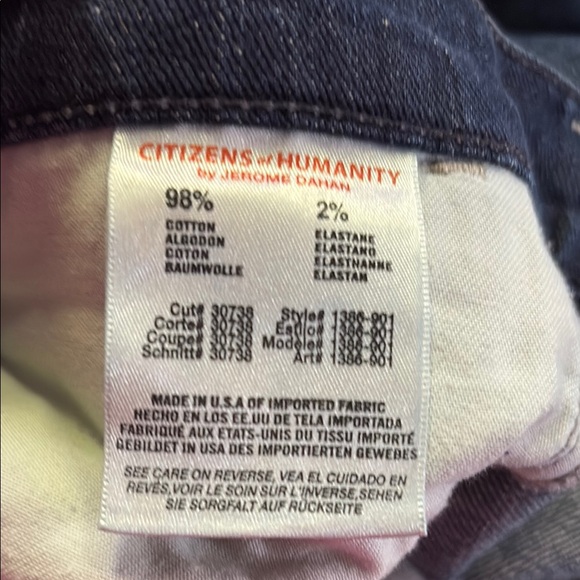 CITIZENS of HUMANITY
by JEROME DAHAN
98% 2%
COTTON ELASTANE
ALGODON ELASTANO
COTON ELASTHANNE
BAUMWOLLE ELASTAN
Cut# 30738 Style# 1386-901
Corte# 30738 Estilo# 1386-901
Coupe# 30738 Modele# 1386-901
Schnitt# 30738 Art# 1386-901
MADE IN U.S.A OF IMPORTED FABRIC
HECHO EN LOS EE.UU DE TELA IMPORTADA
FABRIQUÉ AUX ETATS-UNIS DU TISSU IMPORTÉ
GEBILDET IN USA DES IMPORTIERTEN GEWEBES
SEE CARE ON REVERSE, VEA EL CUIDADO EN
REVÉS,VOIR LE SOIN SUR L'INVERSE,SEHEN
SIE SORGFALT AUF RÜCKSEITE